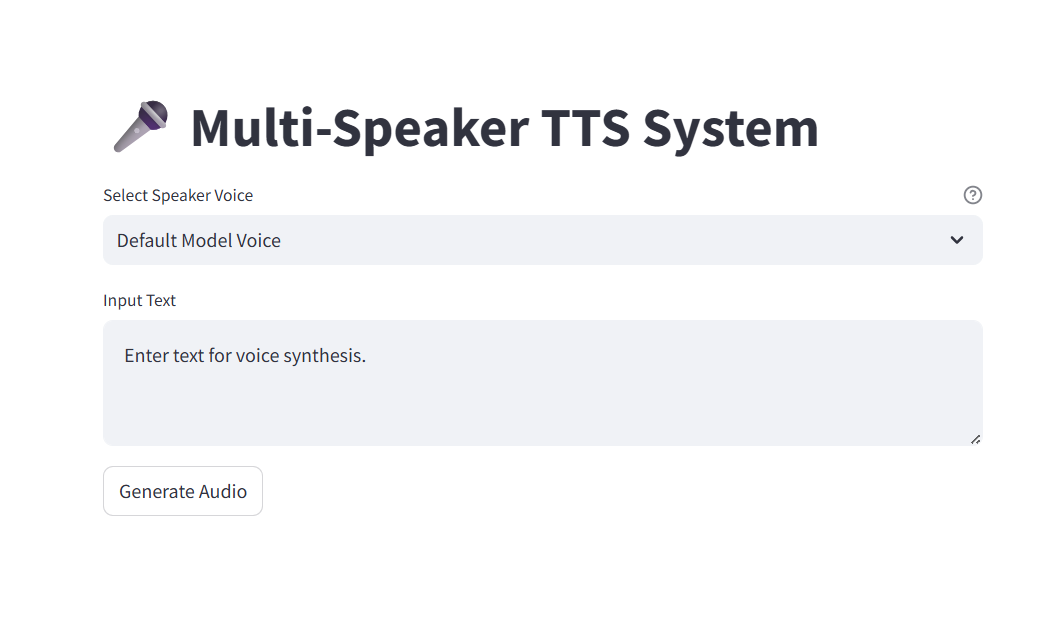 🎤 Multi-Speaker TTS System
Select Speaker Voice
Default Model Voice
Input Text
Enter text for voice synthesis.
Generate Audio